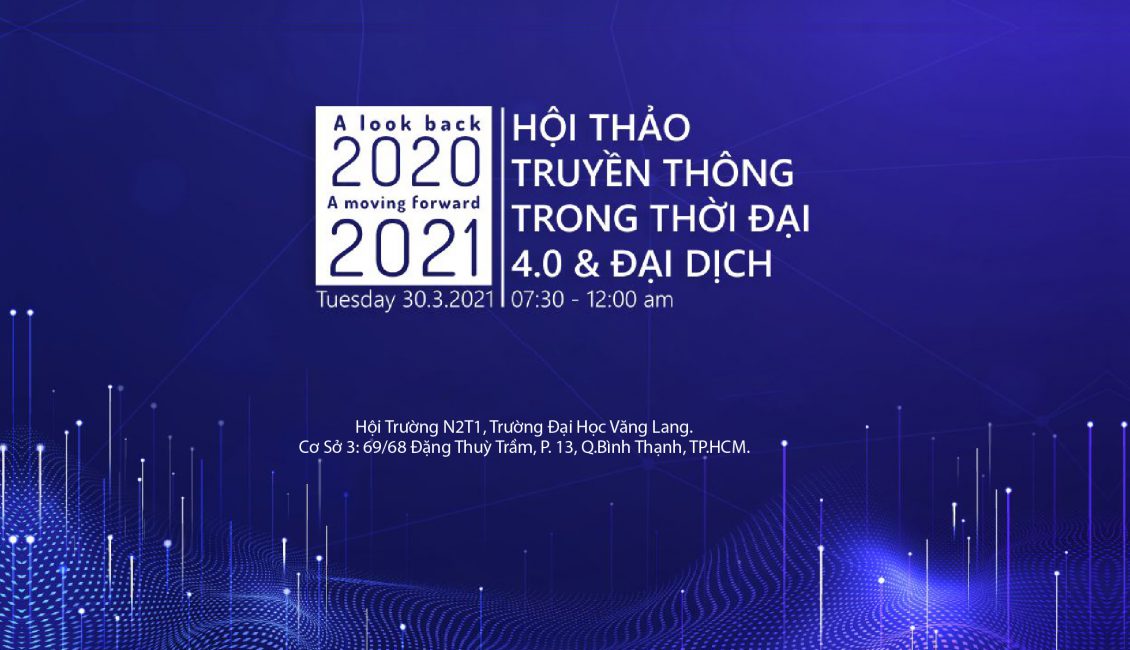 A look back
2020
A moving forward
2021
HỘI THẢO
TRUYỀN THÔNG
TRONG THỜI ĐẠI
4.0 & ĐẠI DỊCH
Tuesday 30.3.2021
07:30 - 12:00 am
Hội Trường N2T1, Trường Đại Học Văng Lang.
Cơ Sở 3: 69/68 Đặng Thuỳ Trầm, P. 13, Q.Bình Thạnh, TP.HCM.